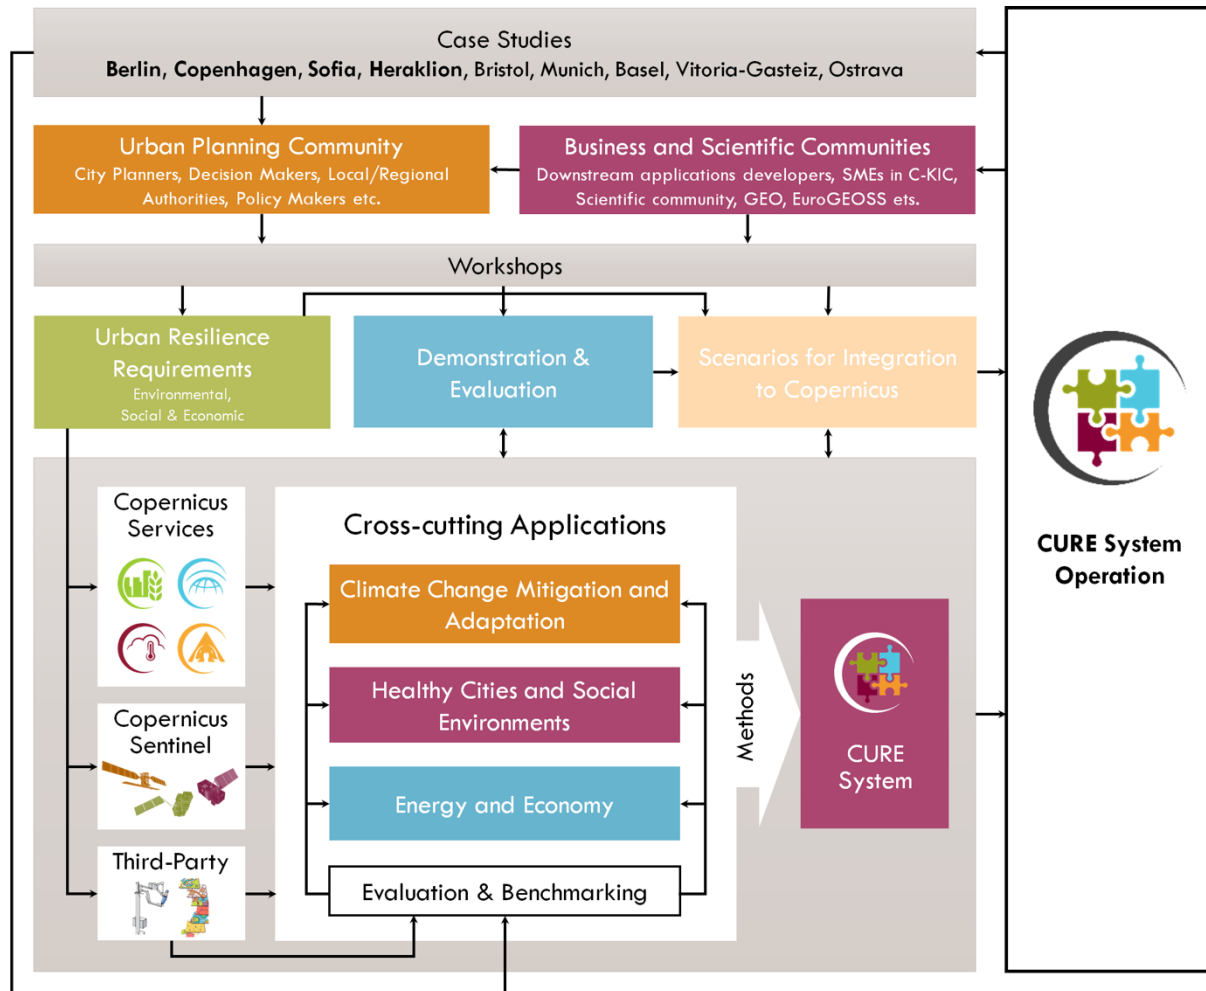 Case Studies
Berlin, Copenhagen, Sofia, Heraklion, Bristol, Munich, Basel, Vitoria-Gasteiz, Ostrava
Urban Planning Community
City Planners, Decision Makers, Local/Regional
Authorities, Policy Makers etc.
Business and Scientific Communities
Downstream applications developers, SMEs in C-KIC,
Scientific community, GEO, EuroGEOSS ets.
Workshops
Urban Resilience
Requirements
Environmental,
Social & Economic
Demonstration &
Evaluation
Scenarios for Integration
to Copernicus
CURE System
Operation
Copernicus
Services
Copernicus
Sentinel
Third-Party
Cross-cutting Applications
Climate Change Mitigation and
Adaptation
Healthy Cities and Social
Environments
Energy and Economy
Evaluation & Benchmarking
Methods
CURE
System